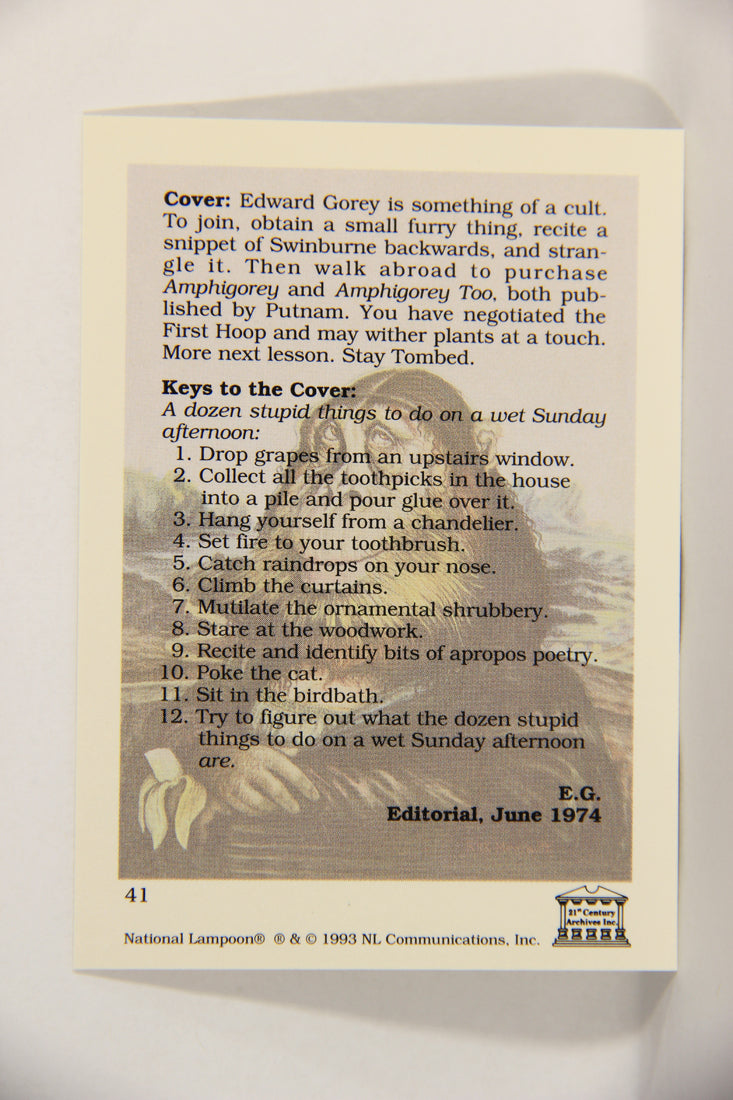 Cover: Edward Gorey is something of a cult.
To join, obtain a small furry thing, recite a
snippet of Swinburne backwards, and stran-
gle it. Then walk abroad to purchase
Amphigorey and Amphigorey Too, both pub-
lished by Putnam. You have negotiated the
First Hoop and may wither plants at a touch.
More next lesson. Stay Tombed.
Keys to the Cover:
A dozen stupid things to do on a wet Sunday
afternoon:
1. Drop grapes from an upstairs window.
2. Collect all the toothpicks in the house
into a pile and pour glue over it.
3. Hang yourself from a chandelier.
4. Set fire to your toothbrush.
5. Catch raindrops on your nose.
6. Climb the curtains.
7. Mutilate the ornamental shrubbery.
8. Stare at the woodwork.
9. Recite and identify bits of apropos poetry.
10. Poke the cat.
11. Sit in the birdbath.
12. Try to figure out what the dozen stupid
things to do on a wet Sunday afternoon
are.
E.G.
Editorial, June 1974
41
21st Century
Archives Inc.
National Lampoon® ® & © 1993 NL Communications, Inc.